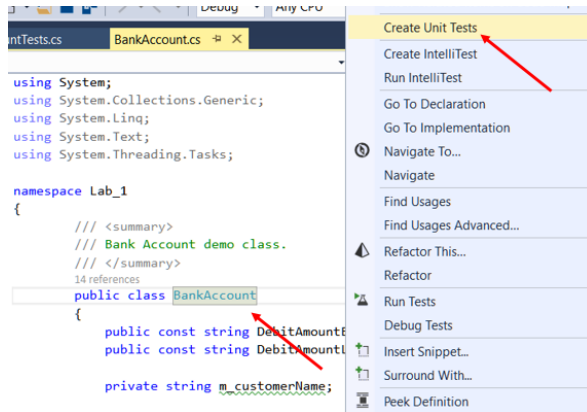 Debug
Any CPU
ntTests.cs
BankAccount.cs
using System;
using System.Collections.Generic;
using System.Linq;
using System.Text;
using System.Threading.Tasks;
namespace Lab_1
{
/// <summary>
/// Bank Account demo class.
/// </summary>
14 references
public class BankAccount
{
public const string DebitAmountE
public const string DebitAmountL
private string m_customerName;
Create Unit Tests
Create IntelliTest
Run IntelliTest
Go To Declaration
Go To Implementation
Navigate To...
Navigate
Find Usages
Find Usages Advanced...
Refactor This...
Refactor
Run Tests
Debug Tests
Insert Snippet...
Surround With...
Peek Definition